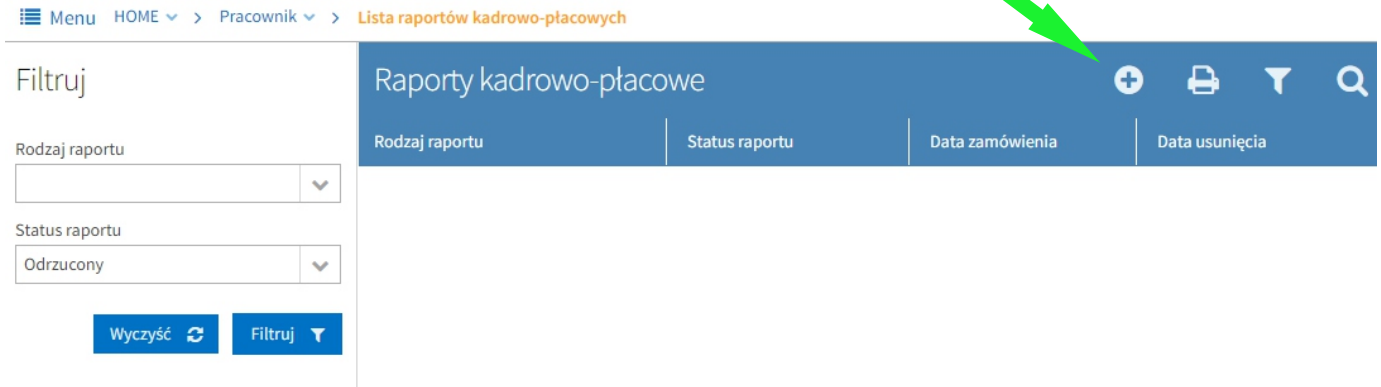 Menu HOME > Pracownik > Lista raportów kadrowo-płacowych
Filtruj
Rodzaj raportu
Status raportu
Odrzucony
Wyczyść Filtruj
Raporty kadrowo-płacowe
Rodzaj raportu Status raportu Data zamówienia Data usunięcia